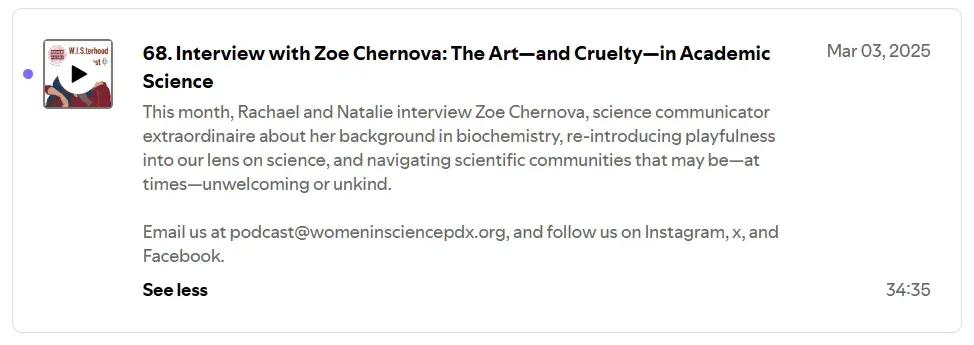 W.I.S.terhood
st
68. Interview with Zoe Chernova: The Art—and Cruelty—in Academic
Science
Mar 03, 2025
This month, Rachael and Natalie interview Zoe Chernova, science communicator
extraordinaire about her background in biochemistry, re-introducing playfulness
into our lens on science, and navigating scientific communities that may be—at
times—unwelcoming or unkind.
Email us at podcast@womeninsciencepdx.org, and follow us on Instagram, x, and
Facebook.
See less
34:35